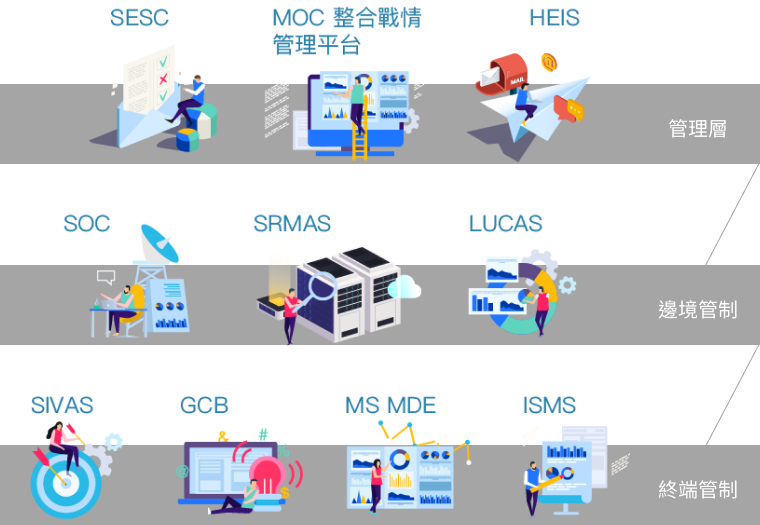 SESC
MOC 整合戰情
管理平台
HEIS
MAIL
管理層
SOC
SRMAS
LUCAS
邊境管制
SIVAS
GCB
MS MDE
ISMS
&
#
%
@
$
終端管制